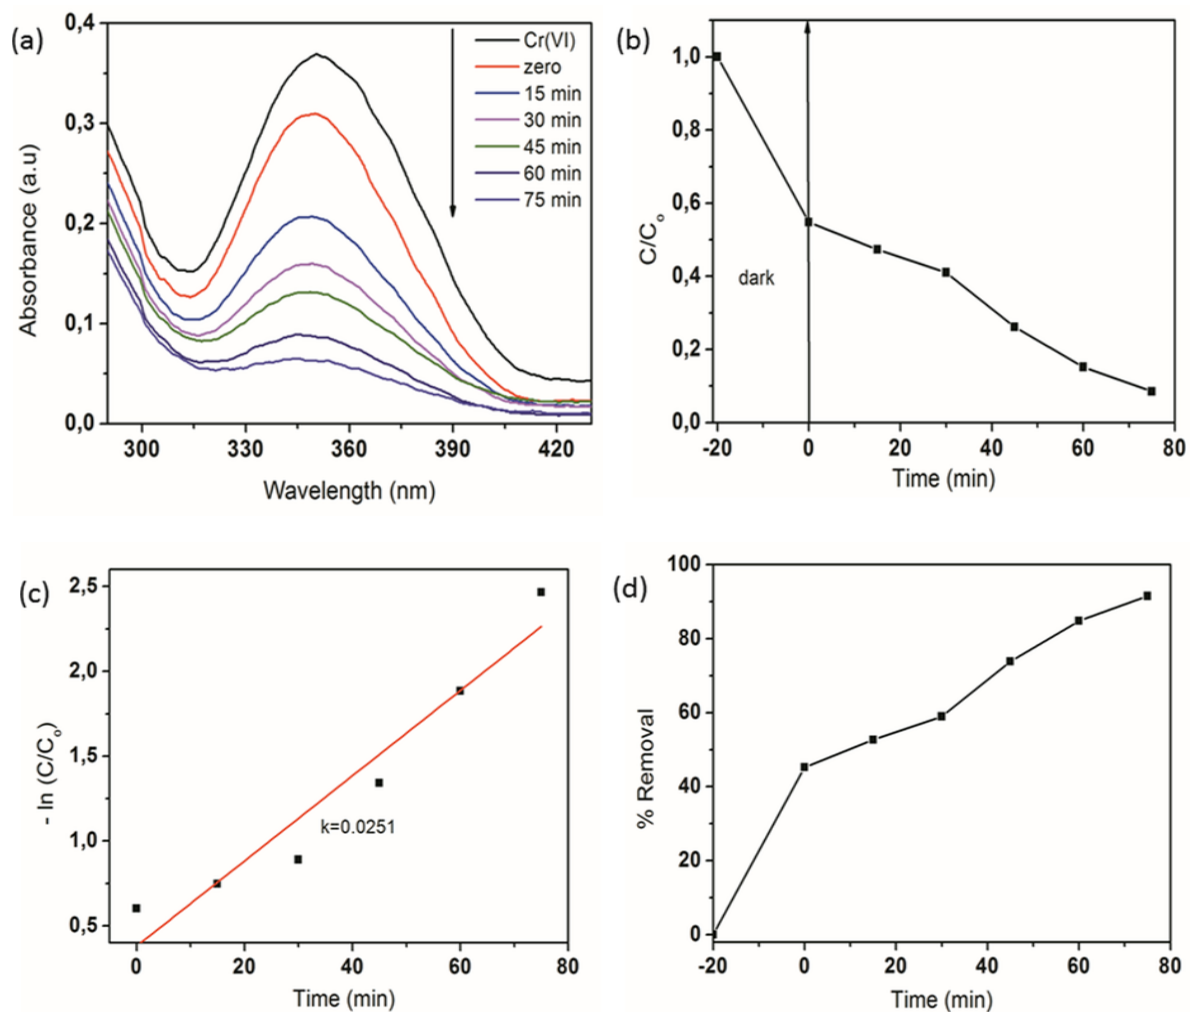 (a)
0,4
0,3
0,2
0,1
0,0
Absorbance (a.u)
300 330 360 390 420
Wavelength (nm)
Cr(VI)
zero
15 min
30 min
45 min
60 min
75 min
(b)
1,0
0,8
0,6
0,4
0,2
0,0
C/Co
dark
-20 0 20 40 60 80
Time (min)
(c)
2,5
2,0
1,5
1,0
0,5
- ln (C/Co)
k=0.0251
0 20 40 60 80
Time (min)
(d)
100
80
60
40
20
0
% Removal
-20 0 20 40 60 80
Time (min)